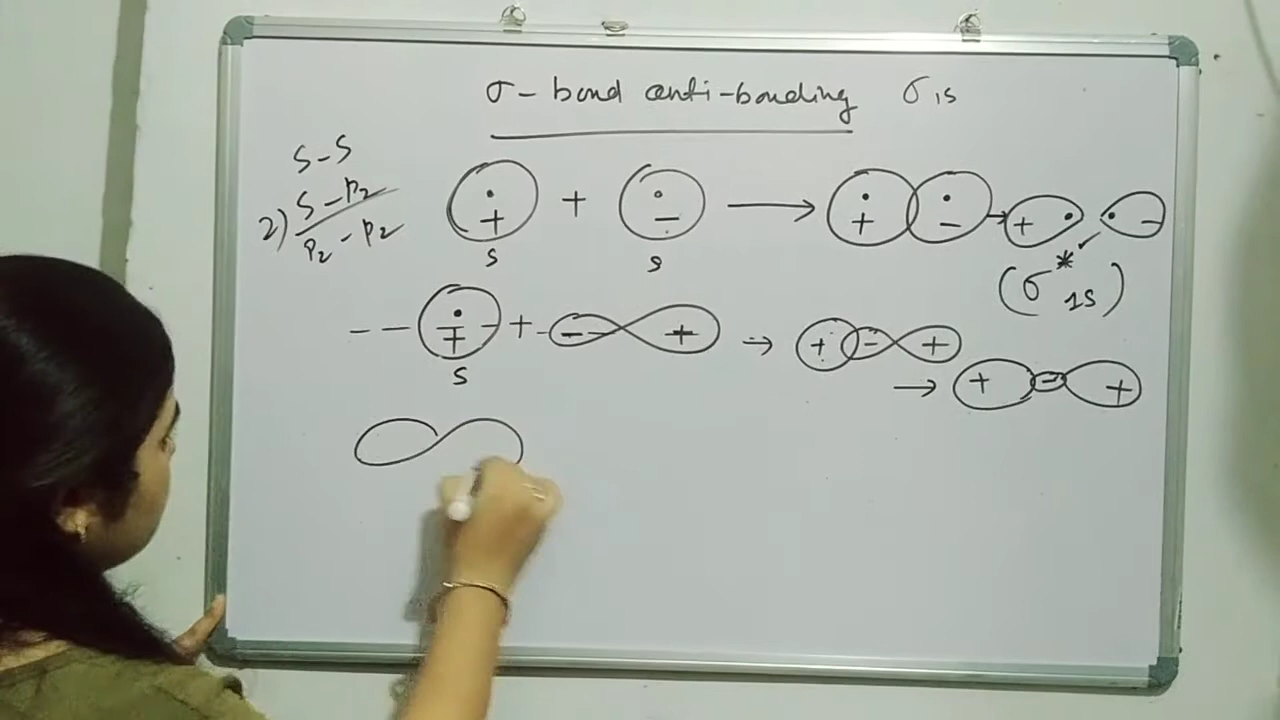 σ- bond anti-bonding σ1s
S-S
2) S-Pz
Pz-Pz
+ + - → + - → + -
s s
(σ*1s)
-- + - + - - + → + - + 
s
→ + - +